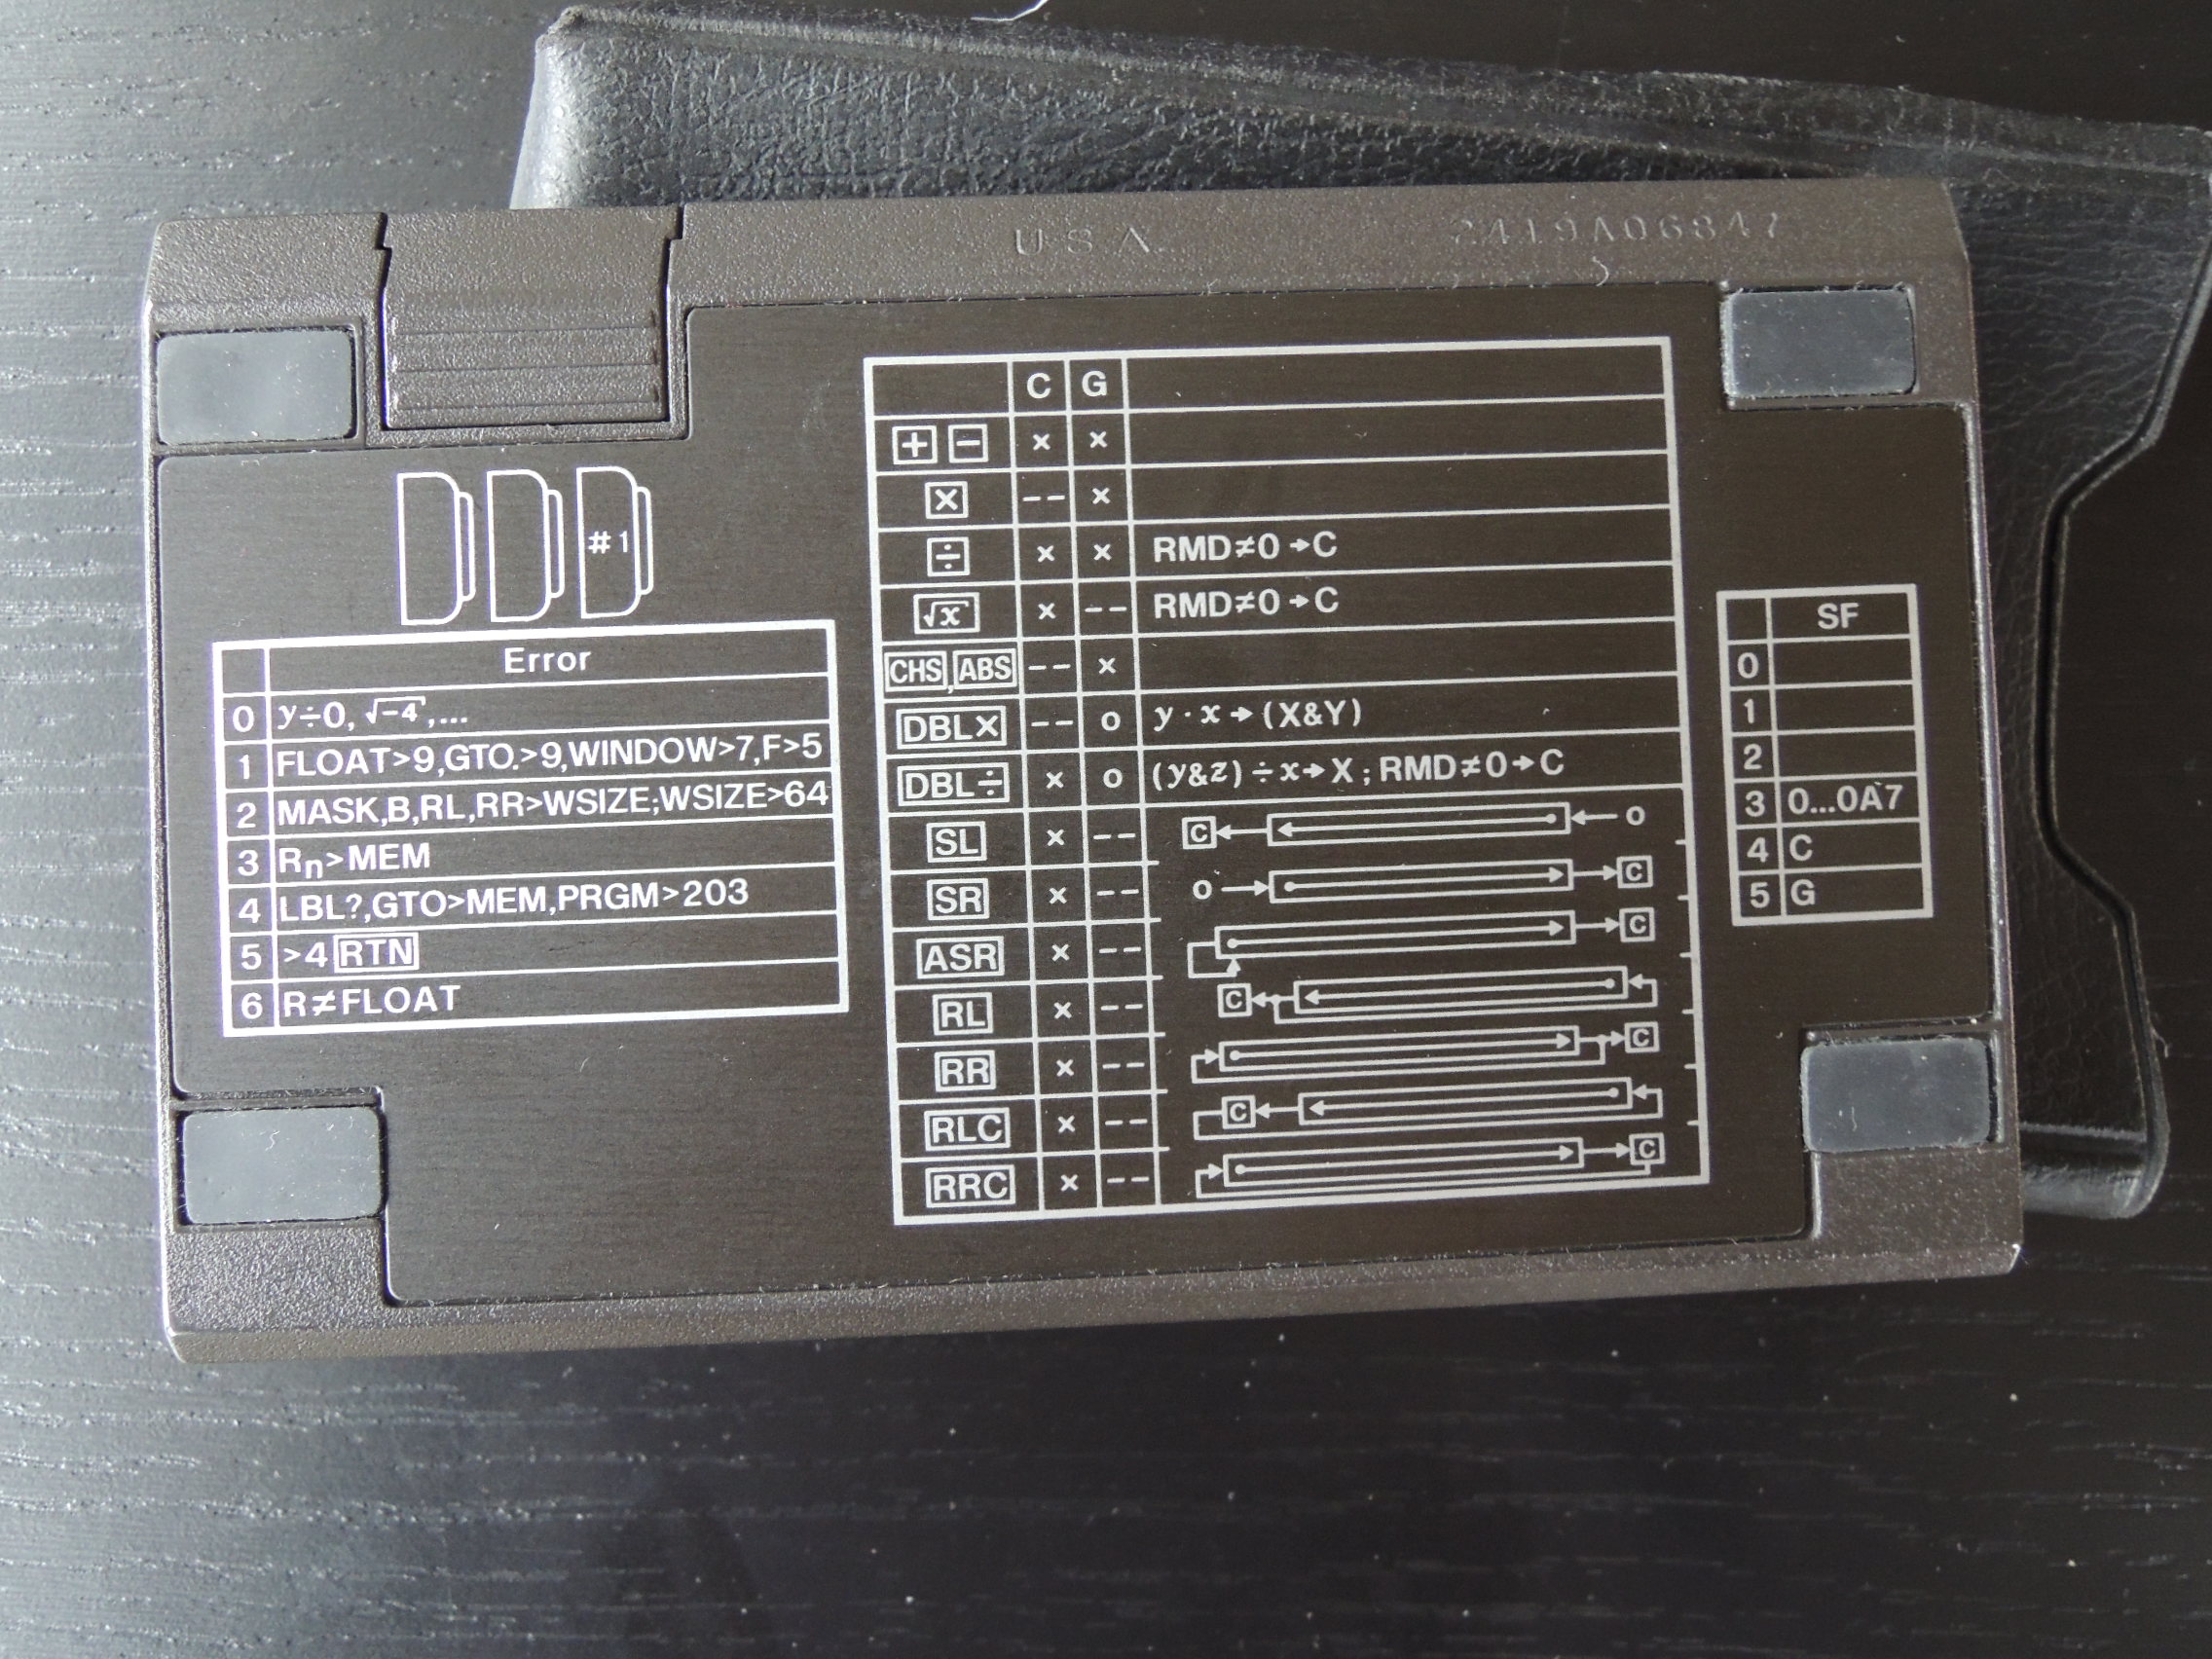 U.S.A.
2419A06847
#1
Error
0 y÷0, √-4,...
1 FLOAT>9,GTO.>9,WINDOW>7,F>5
2 MASK,B,RL,RR>WSIZE;WSIZE>64
3 Rn>MEM
4 LBL?,GTO>MEM,PRGM>203
5 >4 RTN
6 R≠FLOAT
C G
+ - × ×
× -- ×
÷ × × RMD≠0→C
√x × -- RMD≠0→C
CHS, ABS -- ×
DBL× -- o y·x→(X&Y)
DBL÷ × o (y&z)÷x→X;RMD≠0→C
SL × -- C o
SR × -- o C
ASR × -- C
RL × -- C
RR × -- C
RLC × -- C
RRC × -- C
SF
0
1
2
3 0...0A7
4 C
5 G